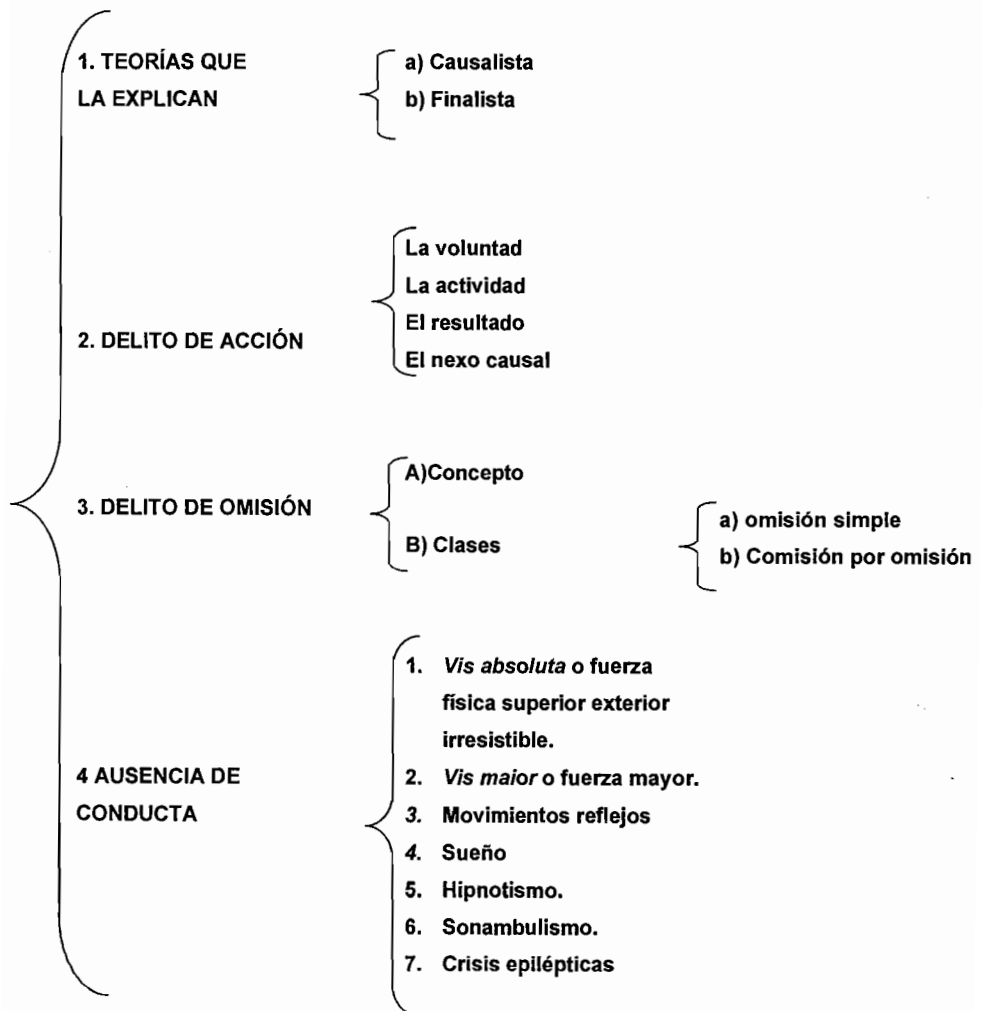 1. TEORÍAS QUE
LA EXPLICAN
a) Causalista
b) Finalista
2. DELITO DE ACCIÓN
La voluntad
La actividad
El resultado
El nexo causal
3. DELITO DE OMISIÓN
A)Concepto
B) Clases
a) omisión simple
b) Comisión por omisión
4 AUSENCIA DE
CONDUCTA
1. Vis absoluta o fuerza
física superior exterior
irresistible.
2. Vis maior o fuerza mayor.
3. Movimientos reflejos
4. Sueño
5. Hipnotismo.
6. Sonambulismo.
7. Crisis epilépticas